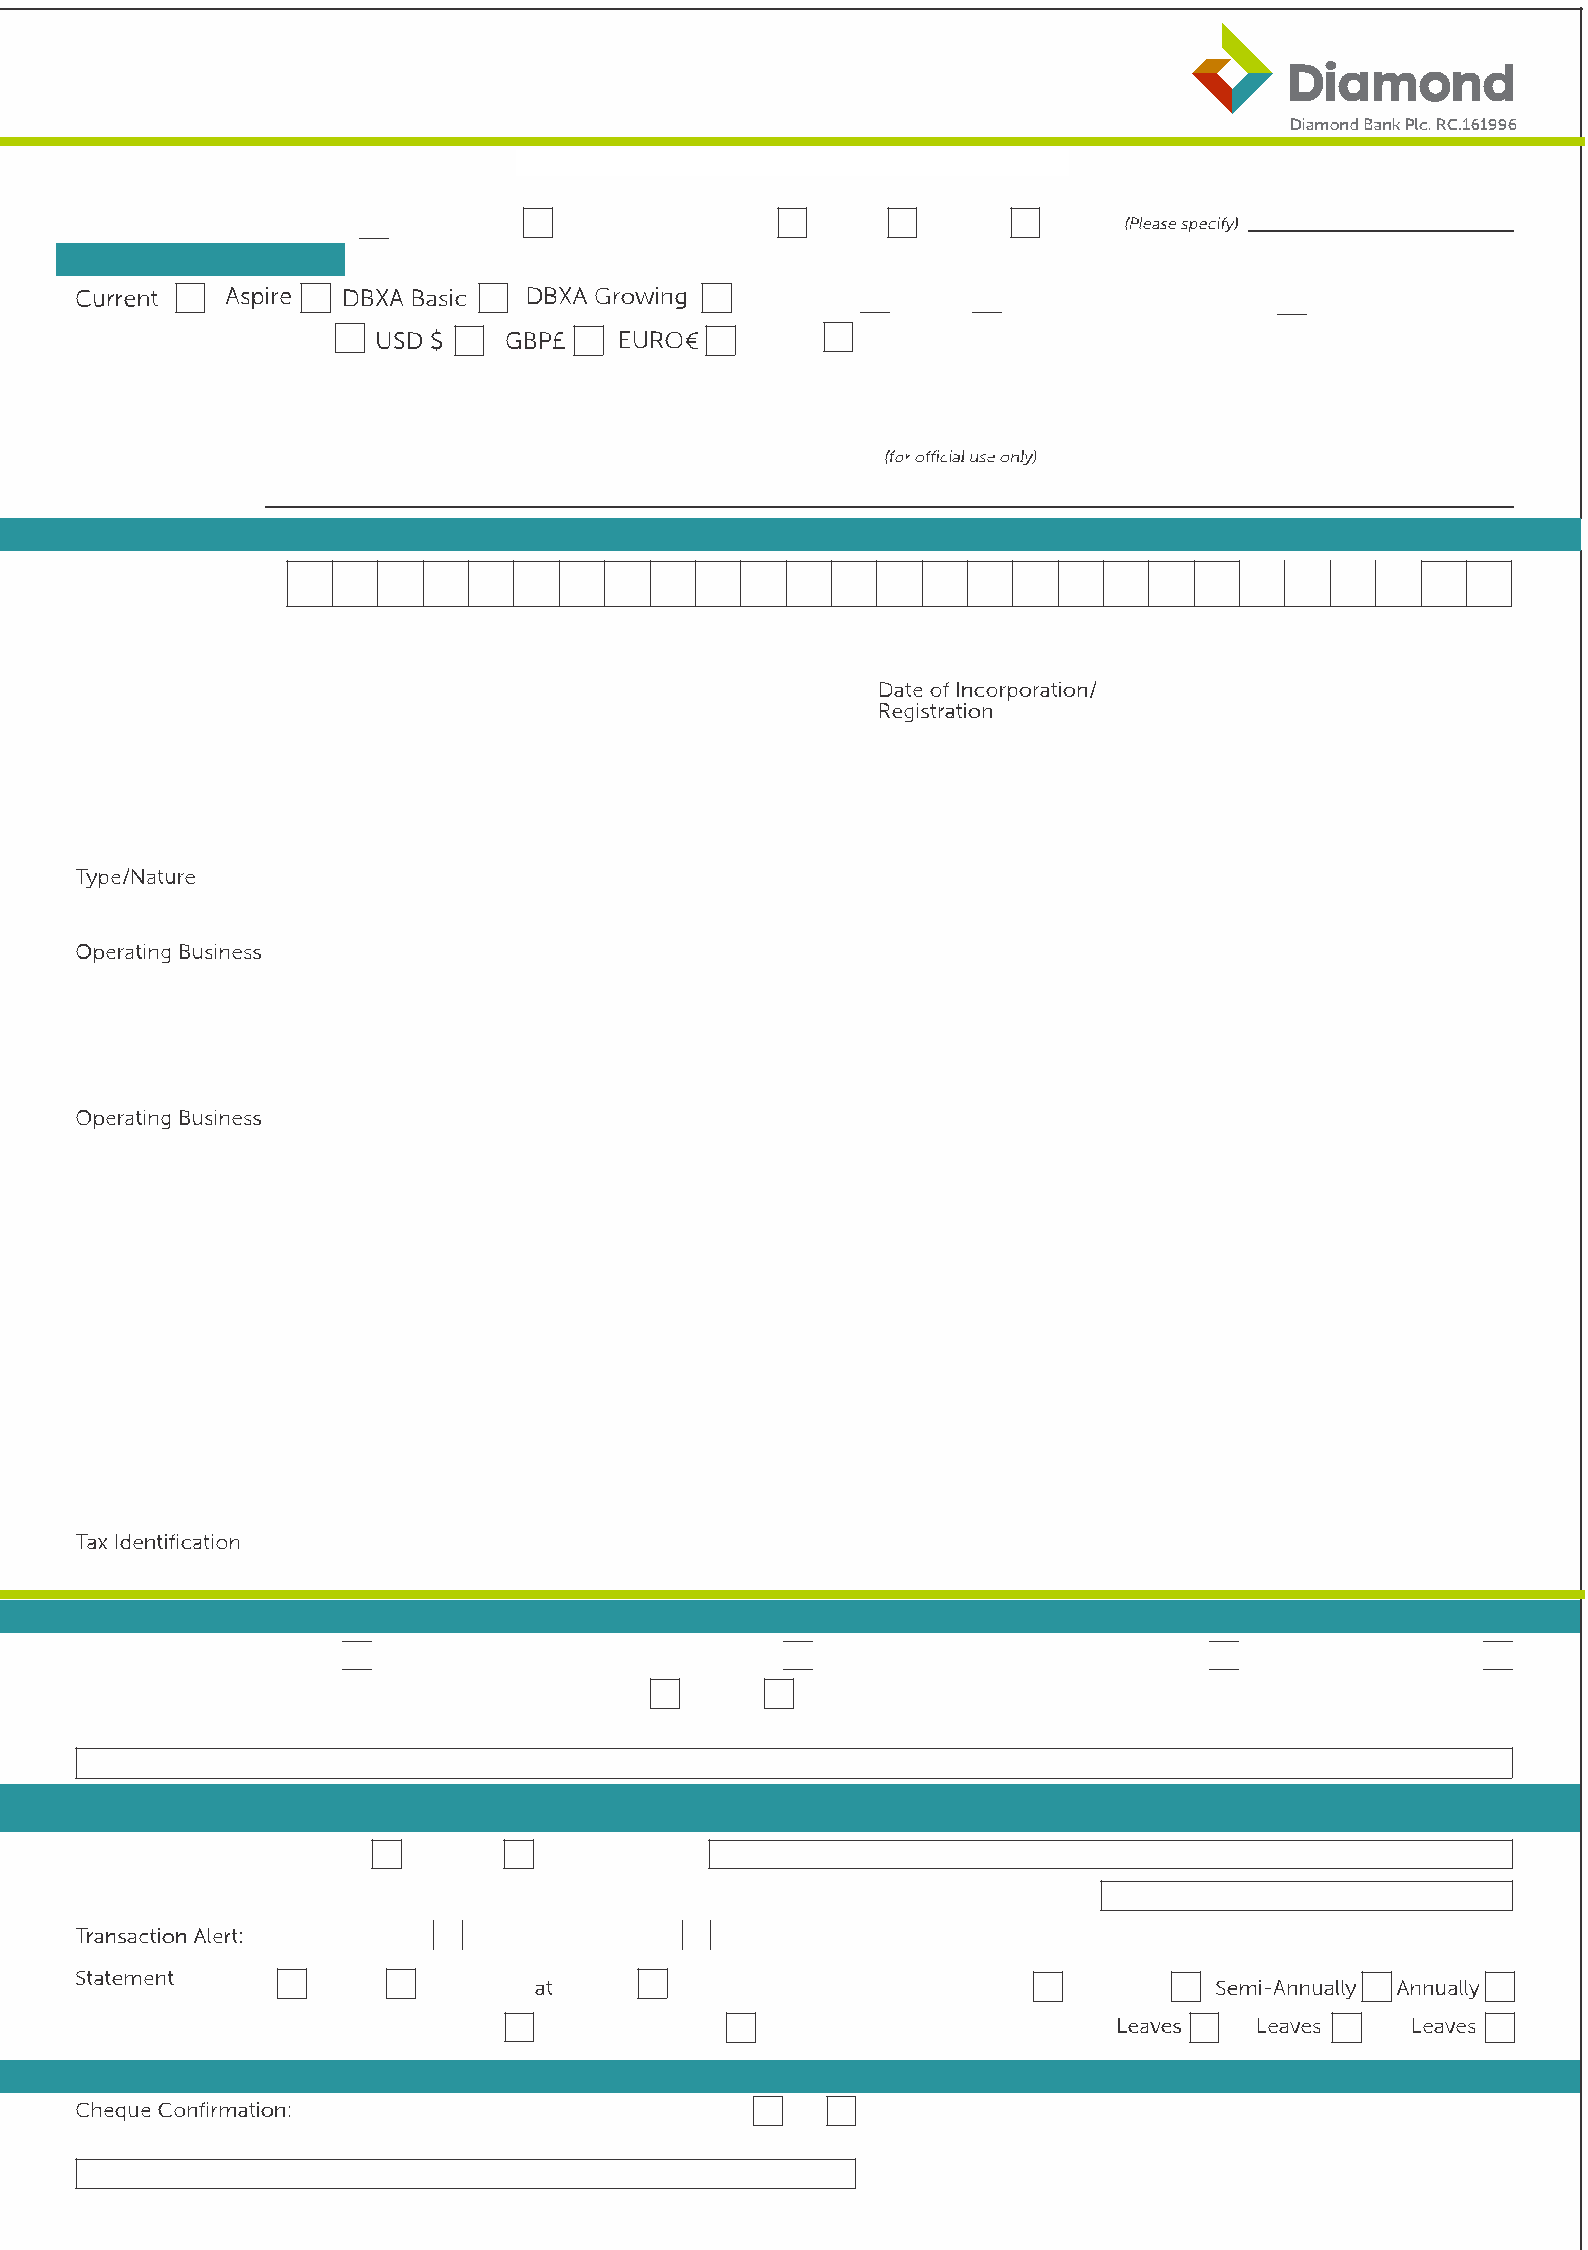 Diamond
Diamond Bank Plc. RC.161996
(Please specify)
Current Aspire DBXA Basic DBXA Growing
USD $ GBP£ EURO€
(for official use only)
Date of Incorporation/
Registration
Type/Nature
Operating Business
Operating Business
Tax Identification
Transaction Alert:
Statement at Semi-Annually Annually
Leaves Leaves Leaves
Cheque Confirmation: